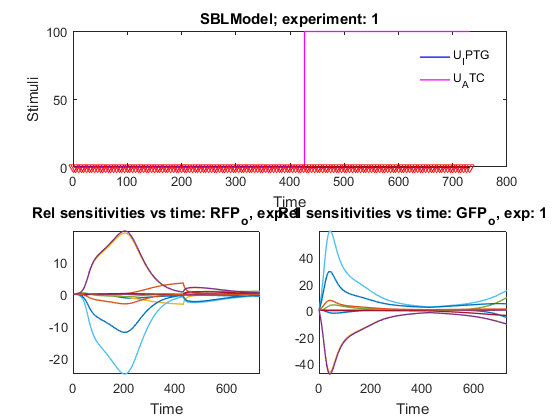 SBLModel; experiment: 1
100
50
0
Stimuli
U_IPTG
U_ATC
0 100 200 300 400 500 600 700 800
Time
Rel sensitivities vs time: RFP_o, exp: 1
10
0
-10
-20
0 200 400 600
Time
Rel sensitivities vs time: GFP_o, exp: 1
40
20
0
-20
-40
0 200 400 600
Time